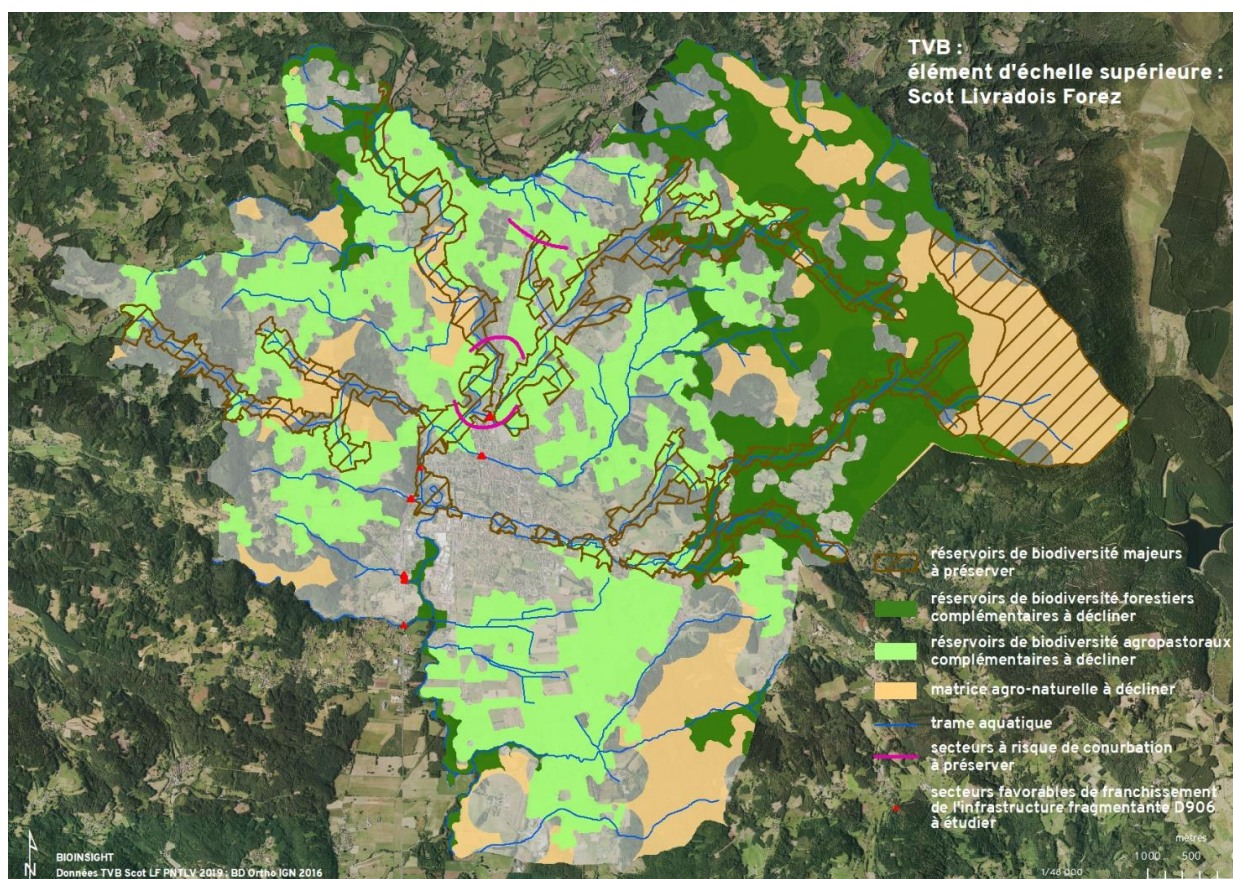 TVB :
élément d'échelle supérieure :
Scot Livradois Forez
réservoirs de biodiversité majeurs
à préserver
réservoirs de biodiversité forestiers
complémentaires à décliner
réservoirs de biodiversité agropastoraux
complémentaires à décliner
matrice agro-naturelle à décliner
trame aquatique
secteurs à risque de conurbation
à préserver
secteurs favorables de franchissement
de l'infrastructure fragmentante D906
à étudier
mètres
1000 500 0
1/46 000
N
BIOINSIGHT
Données TVB Scot LF PNTLV 2019 ; BD Ortho IGN 2016